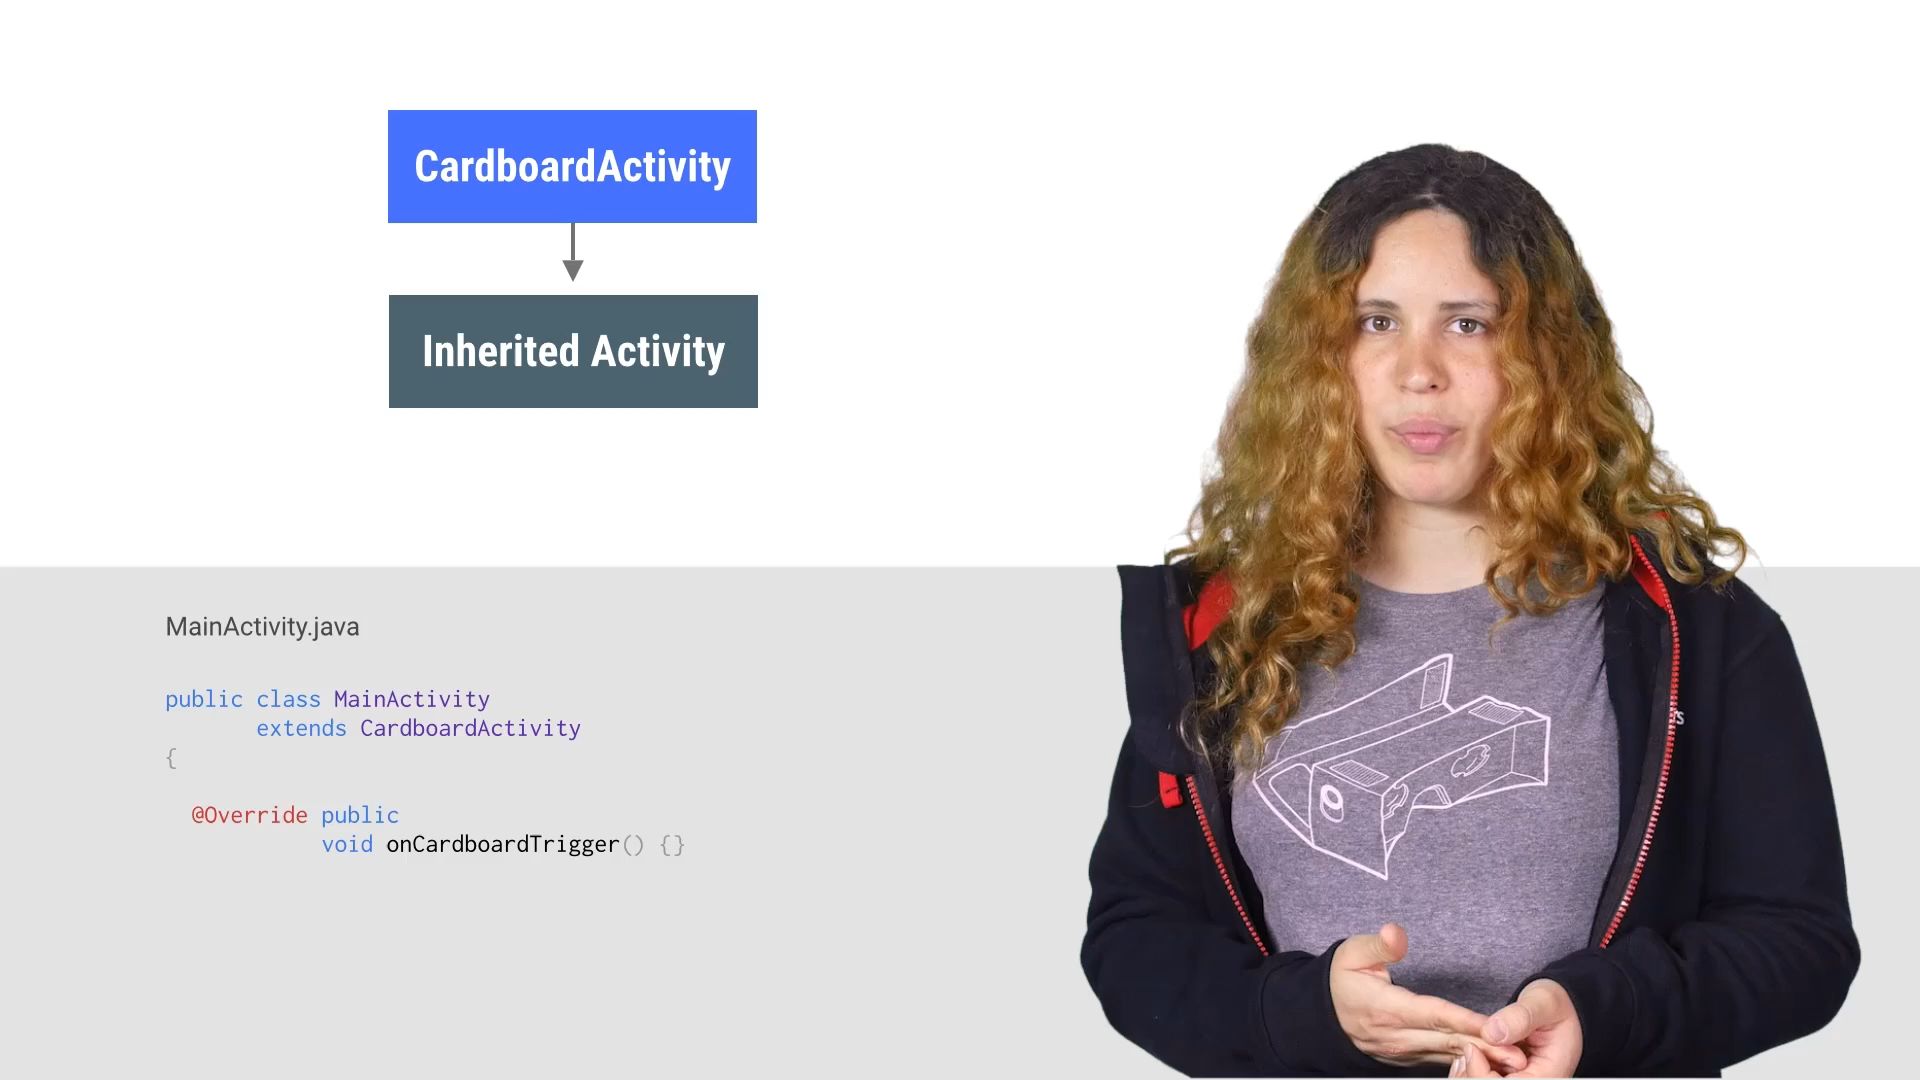 CardboardActivity
Inherited Activity
MainActivity.java
public class MainActivity
extends CardboardActivity
{
@Override public
void onCardboardTrigger() {}